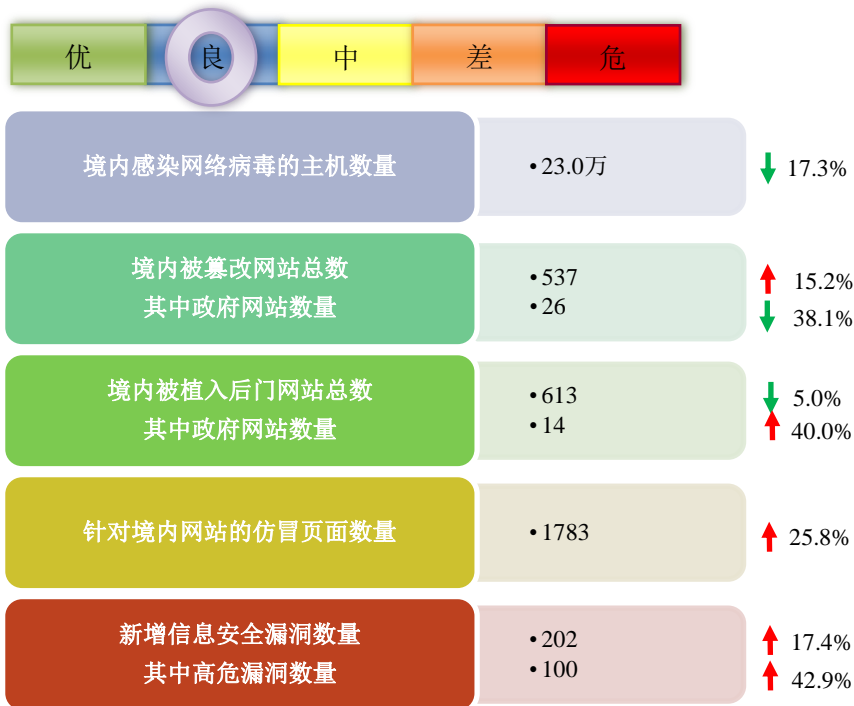 优 良 中 差 危
境内感染网络病毒的主机数量 •23.0万 17.3%
境内被篡改网站总数 •537 15.2%
其中政府网站数量 •26 38.1%
境内被植入后门网站总数 •613 5.0%
其中政府网站数量 •14 40.0%
针对境内网站的仿冒页面数量 •1783 25.8%
新增信息安全漏洞数量 •202 17.4%
其中高危漏洞数量 •100 42.9%